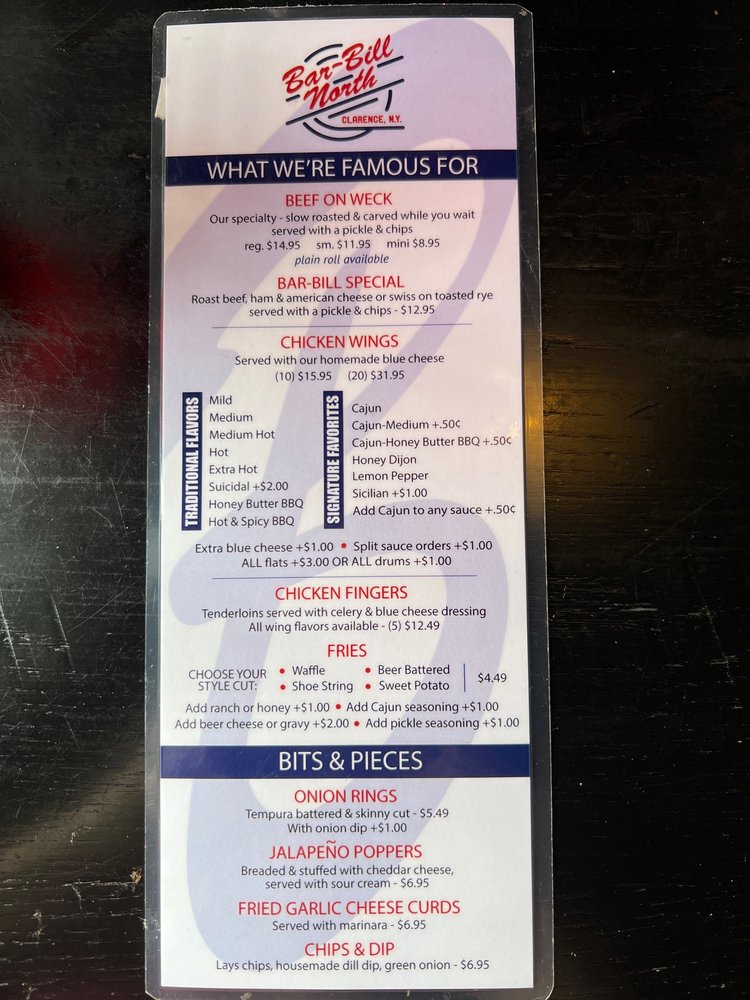 Bar-Bill
North
CLARENCE, N.Y.
WHAT WE'RE FAMOUS FOR
BEEF ON WECK
Our specialty - slow roasted & carved while you wait
served with a pickle & chips
reg. $14.95 sm. $11.95 mini $8.95
plain roll available
BAR-BILL SPECIAL
Roast beef, ham & american cheese or swiss on toasted rye
served with a pickle & chips - $12.95
CHICKEN WINGS
Served with our homemade blue cheese
(10) $15.95 (20) $31.95
TRADITIONAL FLAVORS
Mild
Medium
Medium Hot
Hot
Extra Hot
Suicidal +$2.00
Honey Butter BBQ
Hot & Spicy BBQ
SIGNATURE FAVORITES
Cajun
Cajun-Medium +.50¢
Cajun-Honey Butter BBQ +.50¢
Honey Dijon
Lemon Pepper
Sicilian +$1.00
Add Cajun to any sauce +.50¢
Extra blue cheese +$1.00 • Split sauce orders +$1.00
ALL flats +$3.00 OR ALL drums +$1.00
CHICKEN FINGERS
Tenderloins served with celery & blue cheese dressing
All wing flavors available - (5) $12.49
FRIES
CHOOSE YOUR
STYLE CUT:
• Waffle • Beer Battered
• Shoe String • Sweet Potato
$4.49
Add ranch or honey +$1.00 • Add Cajun seasoning +$1.00
Add beer cheese or gravy +$2.00 • Add pickle seasoning +$1.00
BITS & PIECES
ONION RINGS
Tempura battered & skinny cut - $5.49
With onion dip +$1.00
JALAPEÑO POPPERS
Breaded & stuffed with cheddar cheese,
served with sour cream - $6.95
FRIED GARLIC CHEESE CURDS
Served with marinara - $6.95
CHIPS & DIP
Lays chips, housemade dill dip, green onion - $6.95